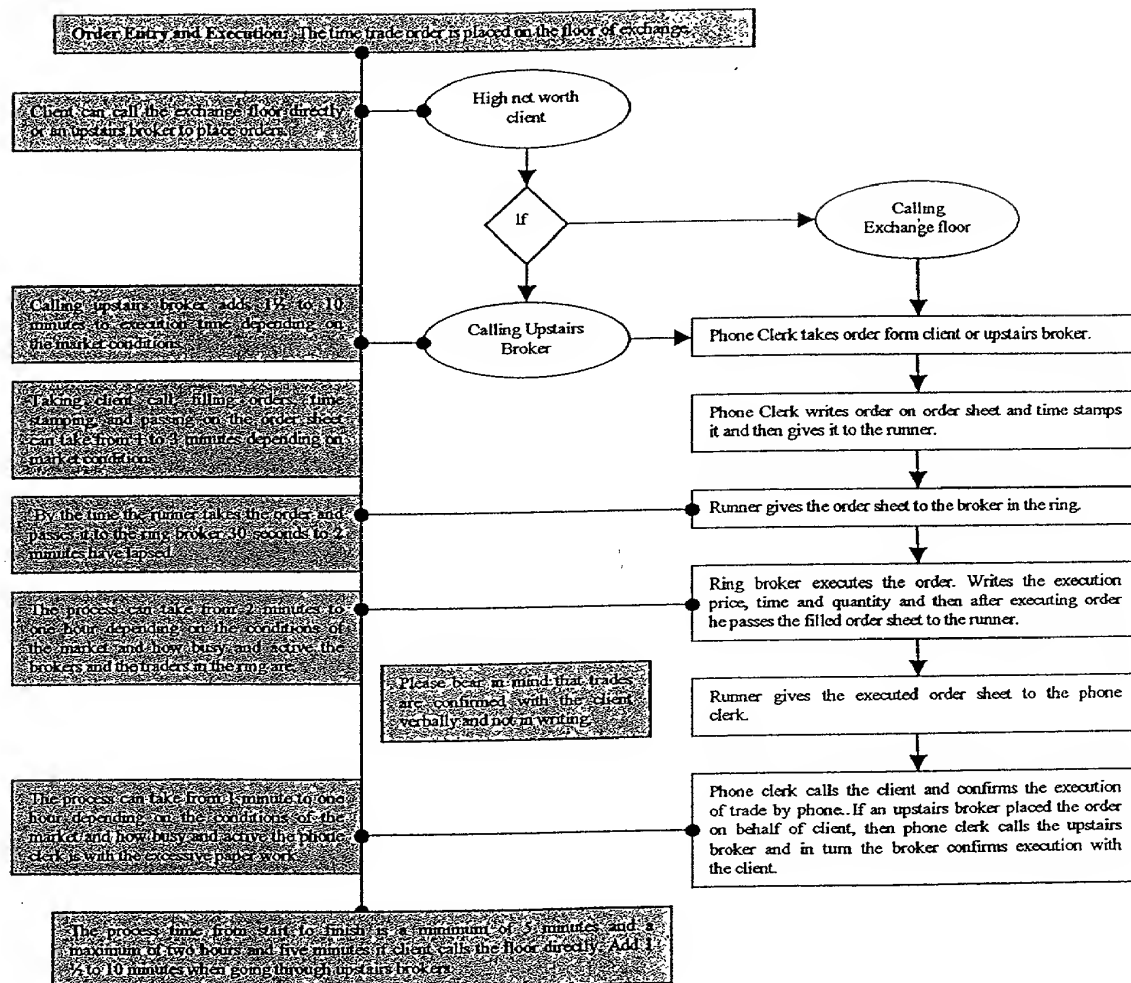 Order Entry and Execution: The time trade order is placed on the floor of exchange.
High net worth
client
Client can call the exchange floor directly
or an upstairs broker to place orders.
If
Calling
Exchange floor
Calling upstairs broker adds 1½ to 10
minutes to execution time depending on
the market conditions
Calling Upstairs
Broker
Phone Clerk takes order form client or upstairs broker.
Taking client call, filling orders, time
stamping, and passing on the order sheet
can take from 1 to 3 minutes depending on
market conditions
Phone Clerk writes order on order sheet and time stamps
it and then gives it to the runner.
By the time the runner takes the order and
passes it to the ring broker 30 seconds to 2
minutes have lapsed.
Runner gives the order sheet to the broker in the ring.
The process can take from 2 minutes to
one hour depending on the conditions of
the market and how busy and active the
brokers and the traders in the ring are.
Ring broker executes the order. Writes the execution
price, time and quantity and then after executing order
he passes the filled order sheet to the runner.
Please bear in mind that trades
are confirmed with the client
verbally and not in writing.
Runner gives the executed order sheet to the phone
clerk.
The process can take from 1 minute to one
hour depending on the conditions of the
market and how busy and active the phone
clerk is with the excessive paper work
Phone clerk calls the client and confirms the execution
of trade by phone..If an upstairs broker placed the order
on behalf of client, then phone clerk calls the upstairs
broker and in turn the broker confirms execution with
the client.
The process time from start to finish is a minimum of 5 minutes and a
maximum of two hours and five minutes if client calls the floor directly. Add 1
½ to 10 minutes when going through upstairs brokers